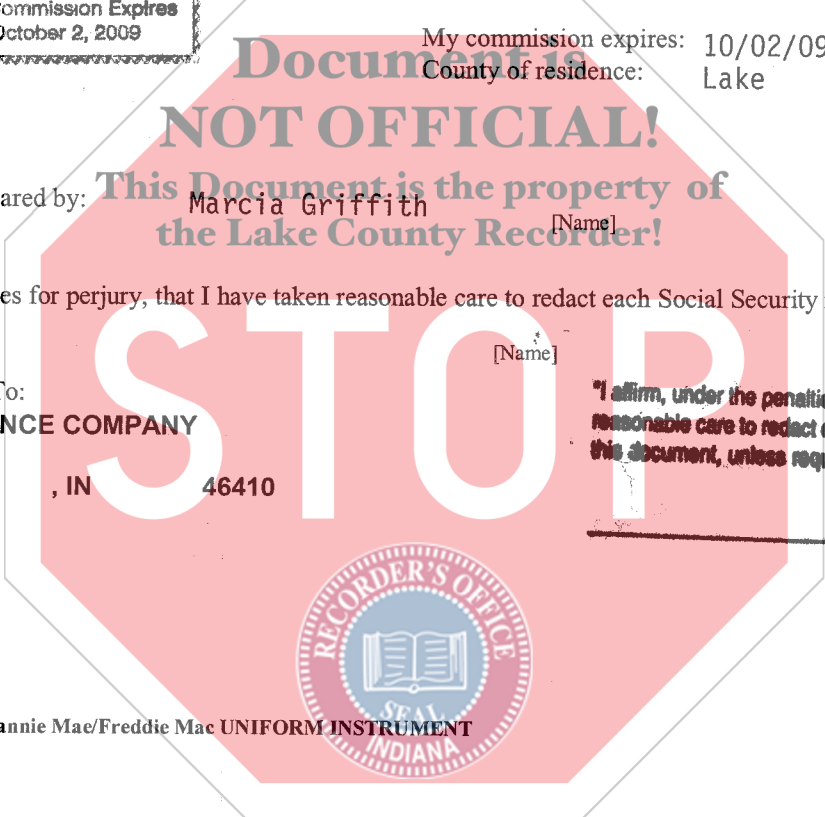 ommission Expires
October 2, 2009
My commission expires: 10/02/09
County of residence: Lake
Document is
NOT OFFICIAL!
This Document is the property of
the Lake County Recorder!
ared by: Marcia Griffith
[Name]
es for perjury, that I have taken reasonable care to redact each Social Security
[Name]
To:
NCE COMPANY
, IN 46410
"I affirm, under the penaltie
reasonable care to redact
this document, unless requ
STOP
RECORDER'S OFFICE
SEAL
INDIANA
annie Mae/Freddie Mac UNIFORM INSTRUMENT